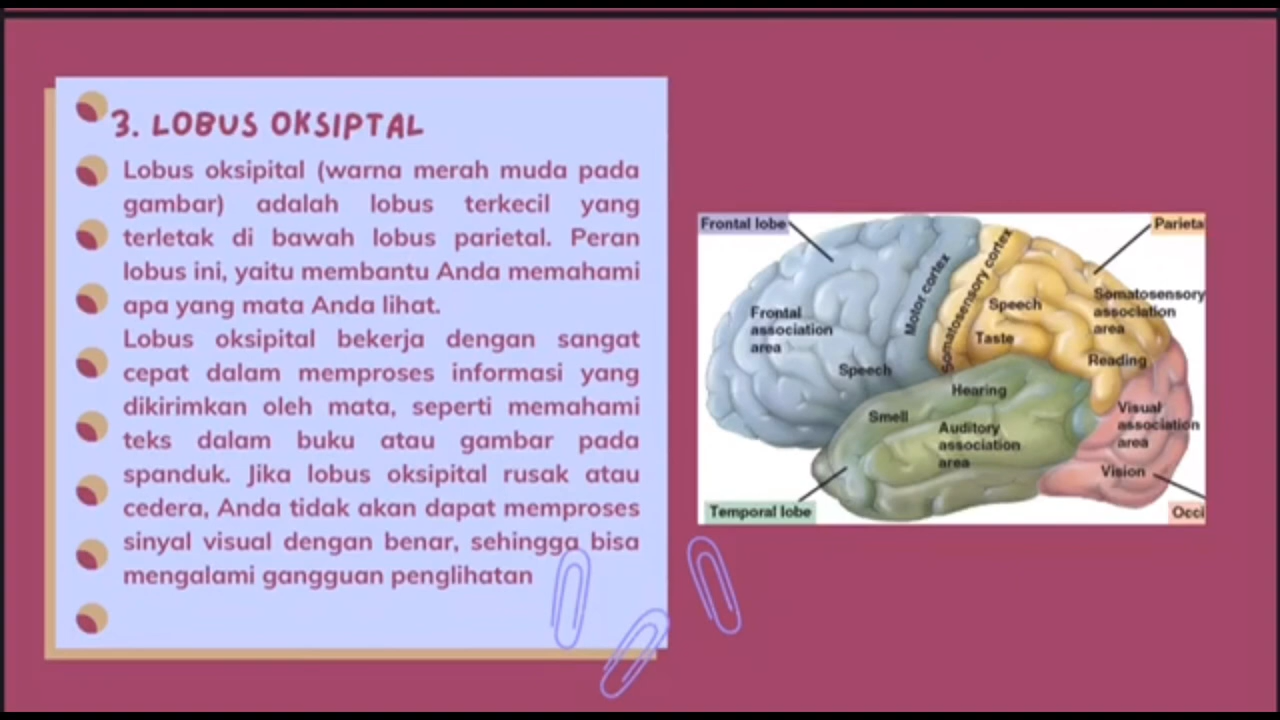 3. LOBUS OKSIPTAL
Lobus oksipital (warna merah muda pada
gambar) adalah lobus terkecil yang
terletak di bawah lobus parietal. Peran
lobus ini, yaitu membantu Anda memahami
apa yang mata Anda lihat.
Lobus oksipital bekerja dengan sangat
cepat dalam memproses informasi yang
dikirimkan oleh mata, seperti memahami
teks dalam buku atau gambar pada
spanduk. Jika lobus oksipital rusak atau
cedera, Anda tidak akan dapat memproses
sinyal visual dengan benar, sehingga bisa
mengalami gangguan penglihatan
Frontal lobe
Parieta
Motor cortex
Somatosensory cortex
Frontal
association
area
Speech
Speech
Taste
Somatosensory
association
area
Reading
Hearing
Smell
Auditory
association
area
Visual
association
area
Vision
Temporal lobe
Occi